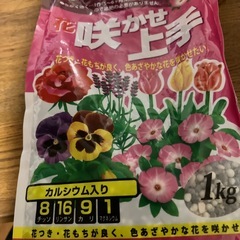 花咲かせ
上手
花つき・花もちが良く、色あざやかな花を咲かせたい!
カルシウム入り
8 16 9 1
チッソ リンサン カリ マグネシウム
1kg
花つき・花もちが良く、色あざやかな花を咲かせ